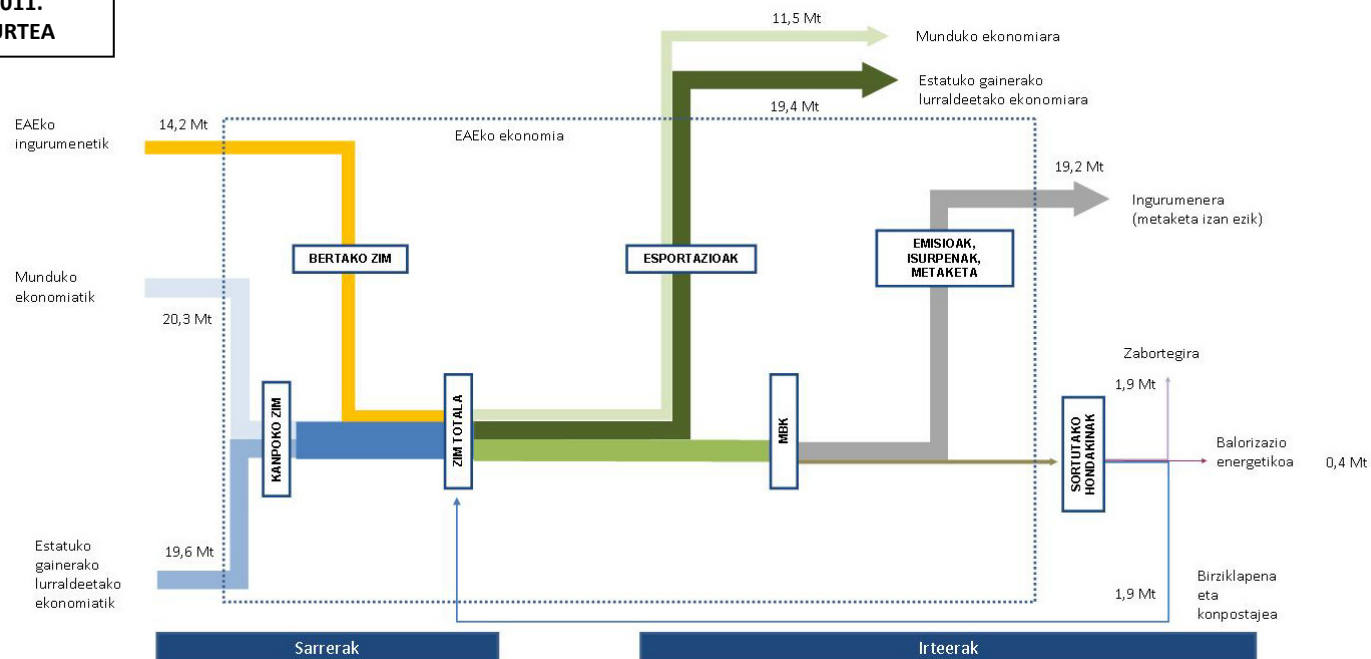 URTEA
11,5 Mt
Munduko ekonomiara
Estatuko gainerako
lurraldeetako ekonomiara
19,4 Mt
EAEko
ingurumenetik
14,2 Mt
EAEko ekonomia
19,2 Mt
Ingurumenera
(metaketa izan ezik)
BERTAKO ZIM
ESPORTAZIOAK
EMISIOAK,
ISURPENAK,
METAKETA
Munduko
ekonomiatik
20,3 Mt
KANPOKO ZIM
ZIM TOTALA
MBK
SORTUTAKO
HONDAKINAK
Zabortegira
1,9 Mt
Balorizazio
energetikoa
0,4 Mt
Estatuko
gainerako
lurraldeetako
ekonomiatik
19,6 Mt
Birziklapena
eta
konpostajea
1,9 Mt
Sarrerak
Irteerak